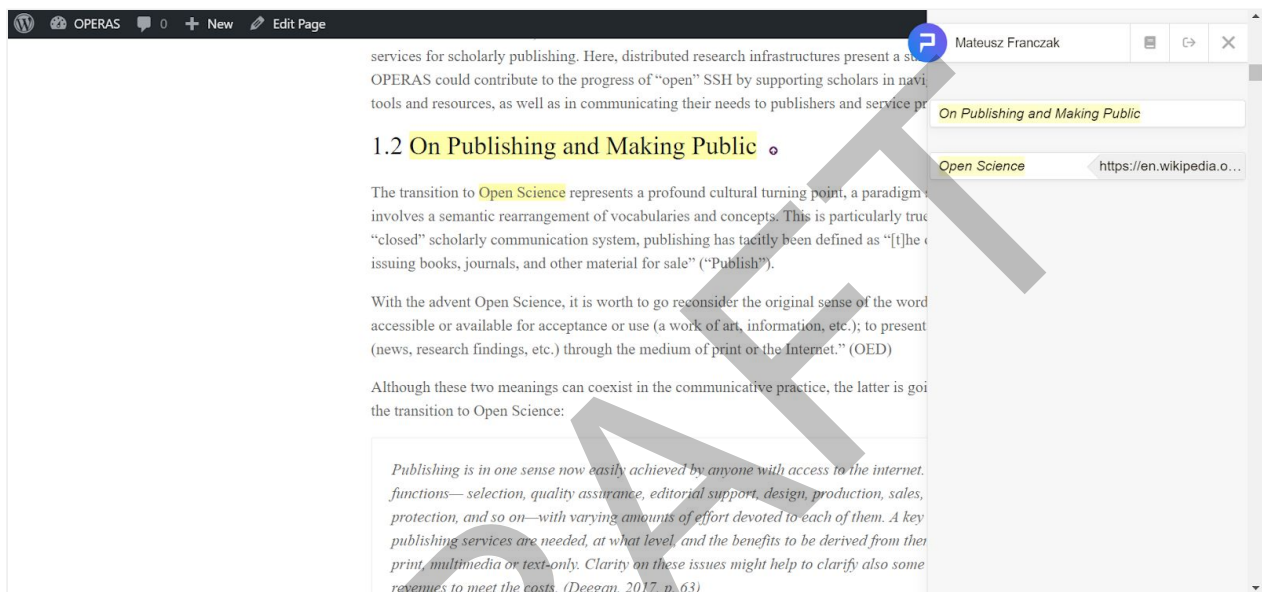 OPERAS 0 New Edit Page
Mateusz Franczak
services for scholarly publishing. Here, distributed research infrastructures present a
OPERAS could contribute to the progress of “open” SSH by supporting scholars in
tools and resources, as well as in communicating their needs to publishers and service
On Publishing and Making Public
1.2 On Publishing and Making Public
Open Science https://en.wikipedia.o...
The transition to Open Science represents a profound cultural turning point, a paradigm
involves a semantic rearrangement of vocabularies and concepts. This is particularly true
“closed” scholarly communication system, publishing has tacitly been defined as “[t]he
issuing books, journals, and other material for sale” (“Publish”).
With the advent Open Science, it is worth to go reconsider the original sense of the word
accessible or available for acceptance or use (a work of art, information, etc.); to present
(news, research findings, etc.) through the medium of print or the Internet.” (OED)
Although these two meanings can coexist in the communicative practice, the latter is
the transition to Open Science:
Publishing is in one sense now easily achieved by anyone with access to the internet.
functions— selection, quality assurance, editorial support, design, production, sales,
protection, and so on—with varying amounts of effort devoted to each of them. A key
publishing services are needed, at what level, and the benefits to be derived from
print, multimedia or text-only. Clarity on these issues might help to clarify also some
revenues to meet the costs. (Deegan, 2017, p. 63)
DRAFT